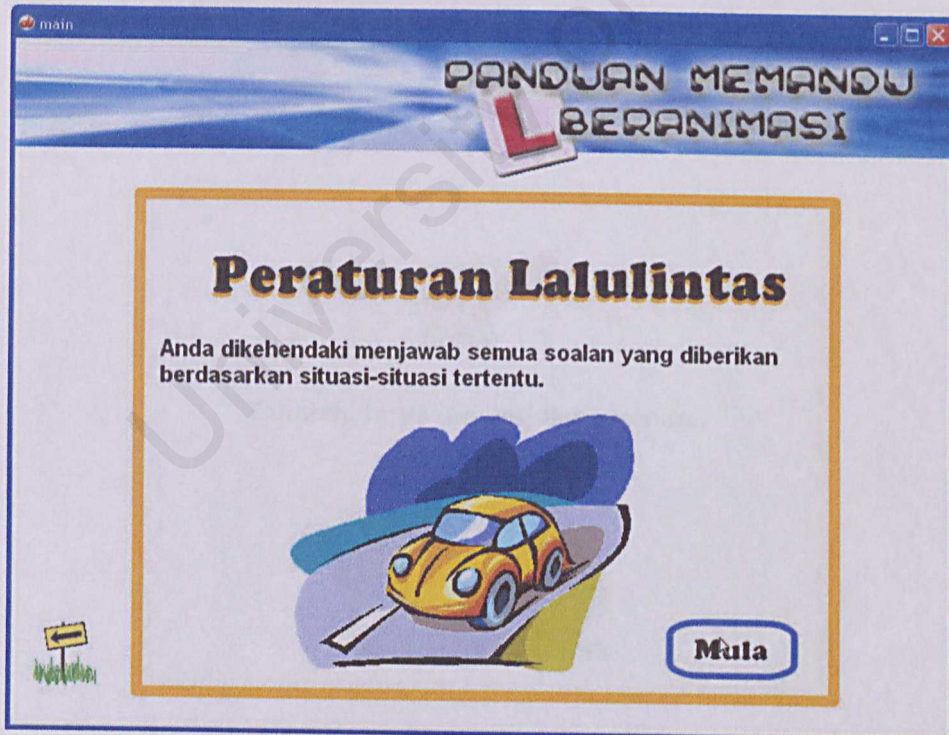 main
PANDUAN MEMANDU
L BERANIMASI
Peraturan Lalulintas
Anda dikehendaki menjawab semua soalan yang diberikan
berdasarkan situasi-situasi tertentu.
Mula